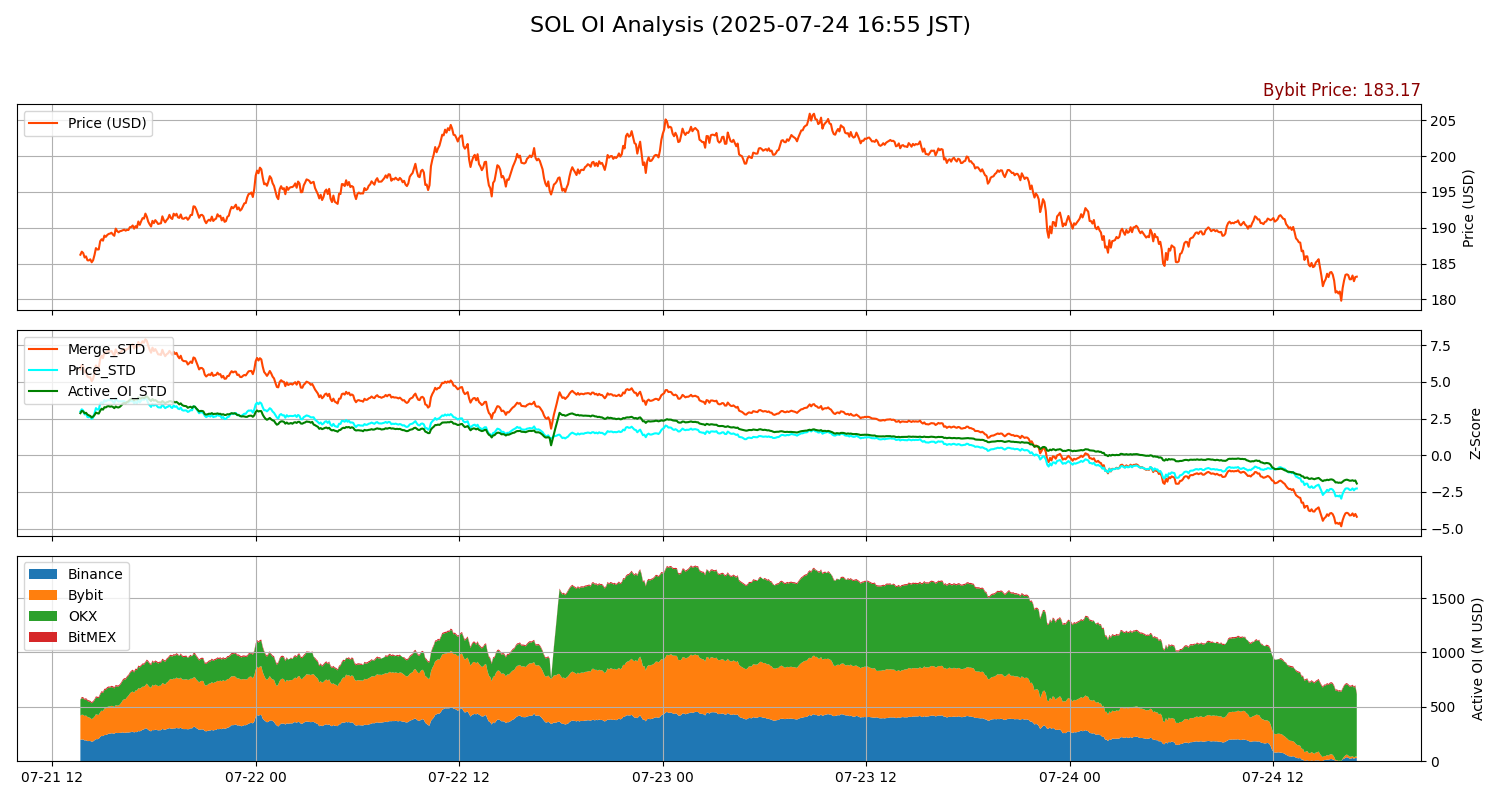 SOL OI Analysis (2025-07-24 16:55 JST)
Bybit Price: 183.17
Price (USD)
205
200
195
190
185
180
Price (USD)
Merge_STD
Price_STD
Active_OI_STD
7.5
5.0
2.5
0.0
−2.5
−5.0
Z-Score
Binance
Bybit
OKX
BitMEX
1500
1000
500
0
Active OI (M USD)
07-21 12
07-22 00
07-22 12
07-23 00
07-23 12
07-24 00
07-24 12